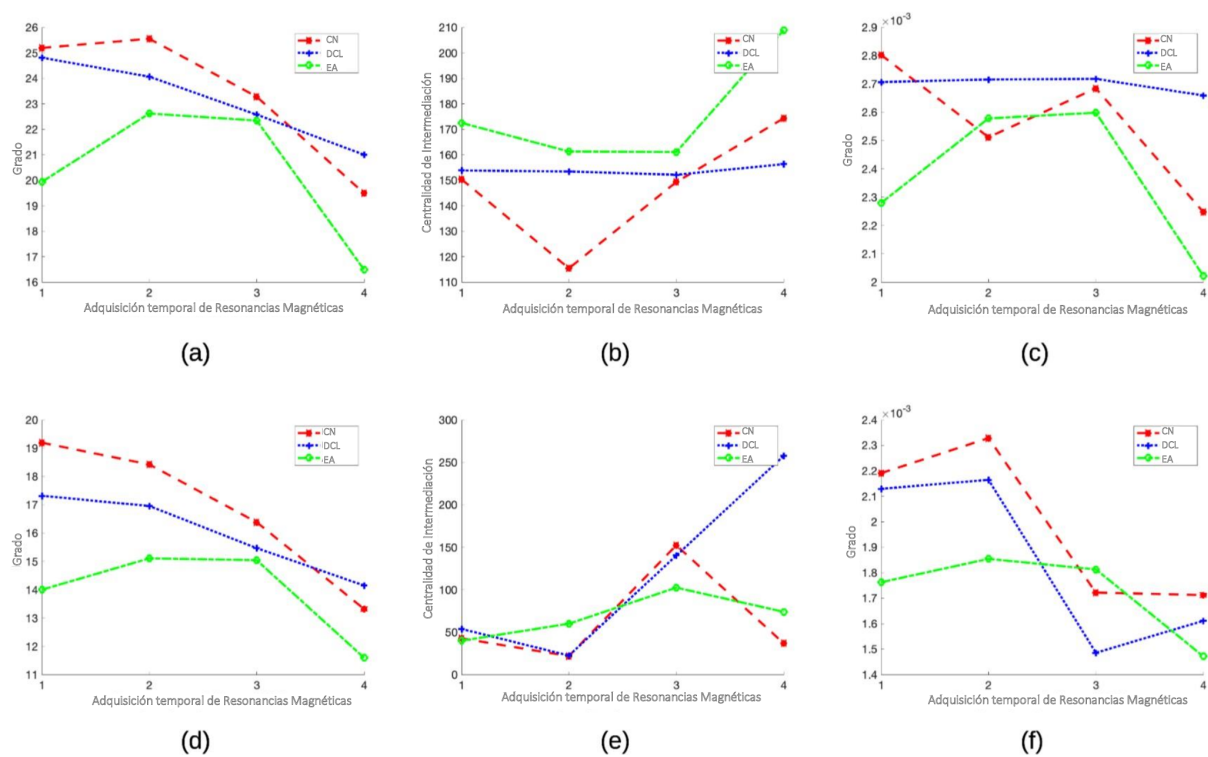 26
25
24
23
22
21
20
19
18
17
16
Grado
CN
DCL
EA
1 2 3 4
Adquisición temporal de Resonancias Magnéticas
(a)
210
200
190
180
170
160
150
140
130
120
110
Centralidad de Intermediación
CN
DCL
EA
1 2 3 4
Adquisición temporal de Resonancias Magnéticas
(b)
×10⁻³
2.9
2.8
2.7
2.6
2.5
2.4
2.3
2.2
2.1
2
Grado
CN
DCL
EA
1 2 3 4
Adquisición temporal de Resonancias Magnéticas
(c)
20
19
18
17
16
15
14
13
12
11
Grado
CN
DCL
EA
1 2 3 4
Adquisición temporal de Resonancias Magnéticas
(d)
300
250
200
150
100
50
0
Centralidad de Intermediación
CN
DCL
EA
1 2 3 4
Adquisición temporal de Resonancias Magnéticas
(e)
×10⁻³
2.4
2.3
2.2
2.1
2
1.9
1.8
1.7
1.6
1.5
1.4
Grado
CN
DCL
EA
1 2 3 4
Adquisición temporal de Resonancias Magnéticas
(f)